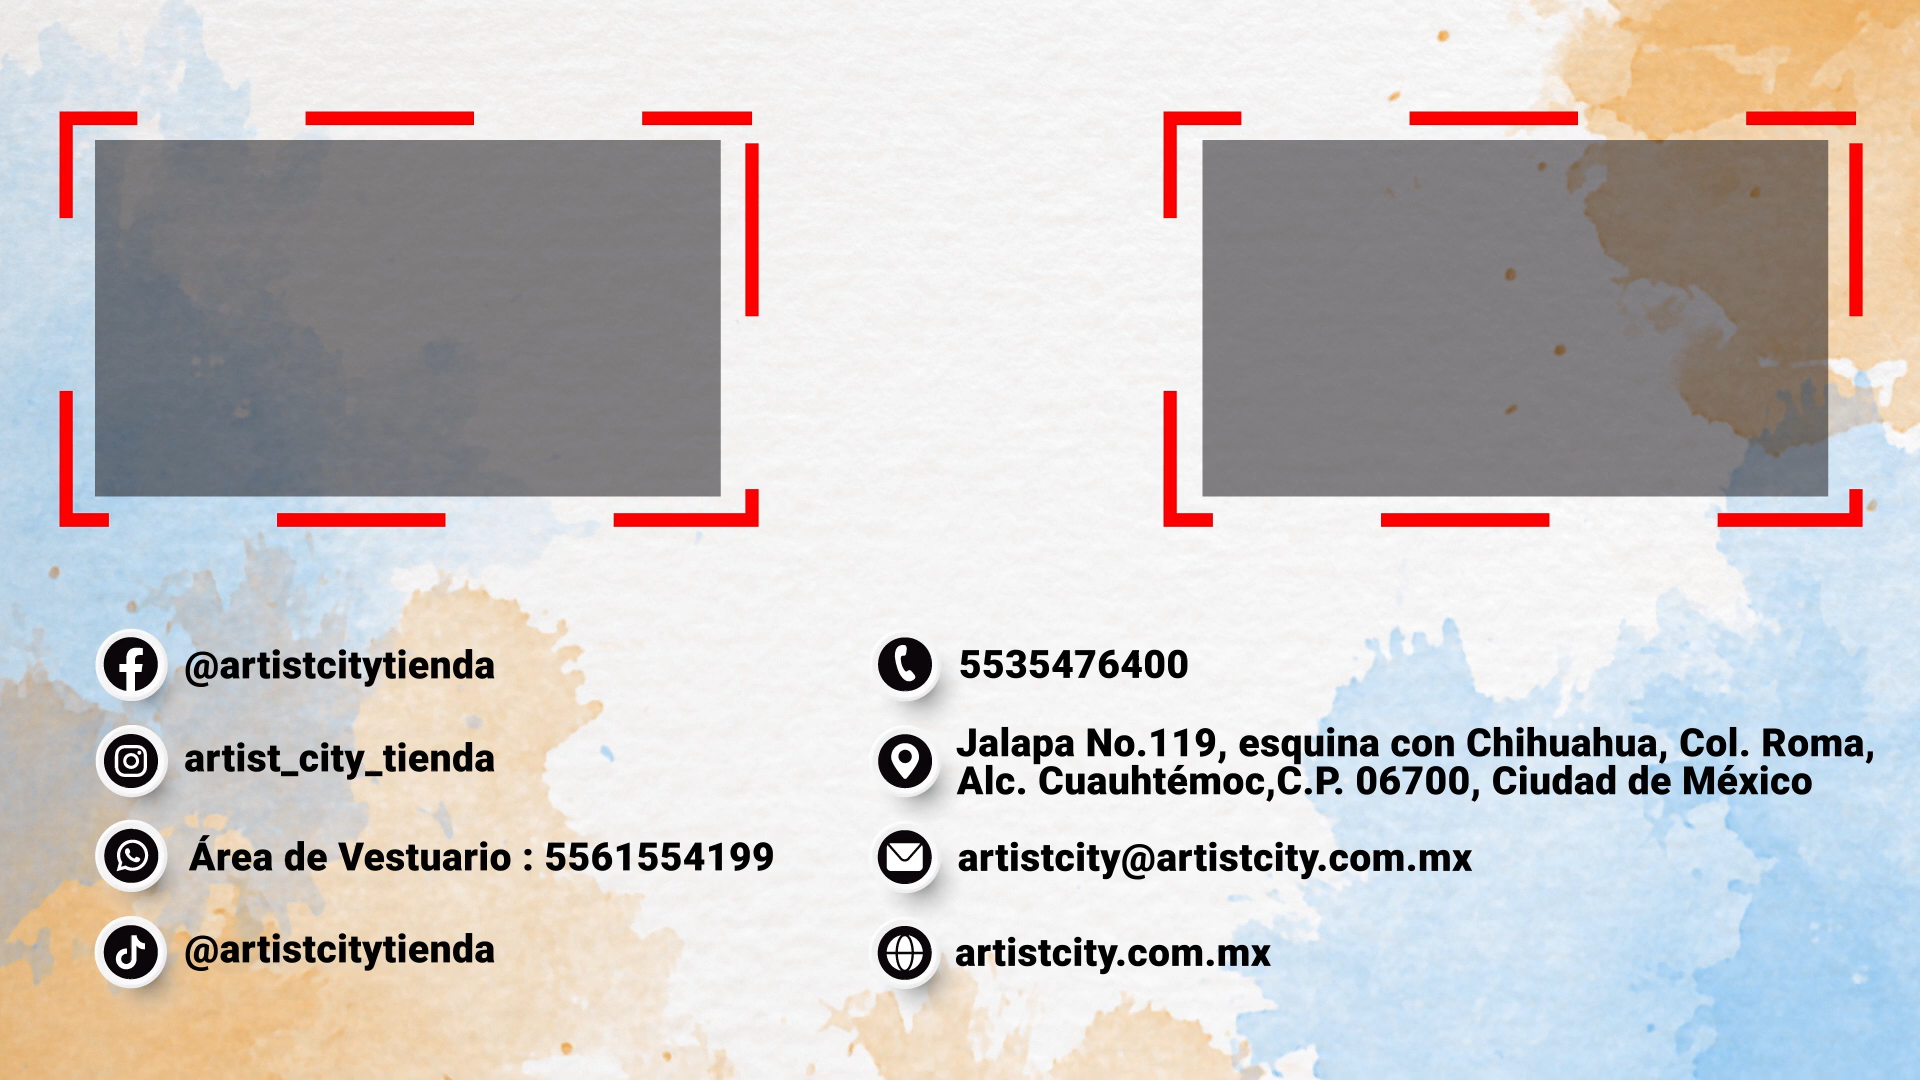 @artistcitytienda
artist_city_tienda
Área de Vestuario : 5561554199
@artistcitytienda
5535476400
Jalapa No.119, esquina con Chihuahua, Col. Roma,
Alc. Cuauhtémoc,C.P. 06700, Ciudad de México
artistcity@artistcity.com.mx
artistcity.com.mx